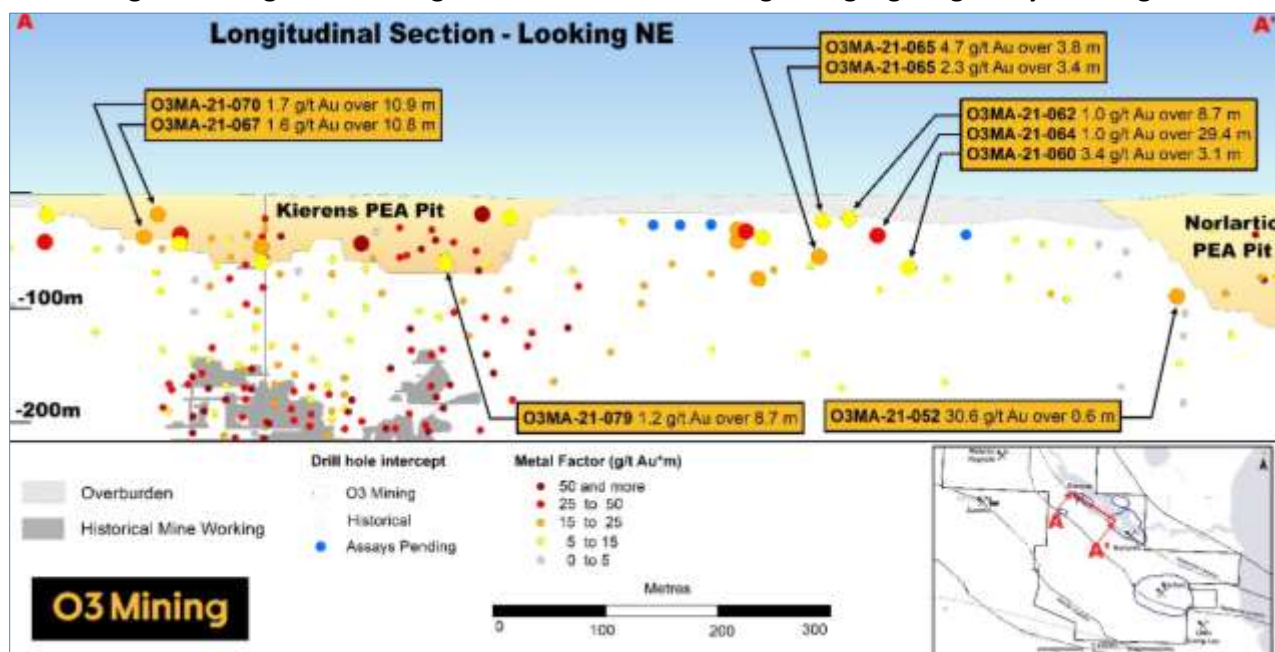 A
Longitudinal Section - Looking NE
A'
O3MA-21-065 4.7 g/t Au over 3.8 m
O3MA-21-065 2.3 g/t Au over 3.4 m
O3MA-21-070 1.7 g/t Au over 10.9 m
O3MA-21-067 1.6 g/t Au over 10.8 m
O3MA-21-062 1.0 g/t Au over 8.7 m
O3MA-21-064 1.0 g/t Au over 29.4 m
O3MA-21-060 3.4 g/t Au over 3.1 m
Kierens PEA Pit
Norlartic
PEA Pit
-100m
-200m
O3MA-21-079 1.2 g/t Au over 8.7 m
O3MA-21-052 30.6 g/t Au over 0.6 m
Overburden
Historical Mine Working
Drill hole intercept
O3 Mining
Historical
Assays Pending
Metal Factor (g/t Au*m)
50 and more
25 to 50
15 to 25
5 to 15
0 to 5
O3 Mining
Metres
0 100 200 300
A
A'